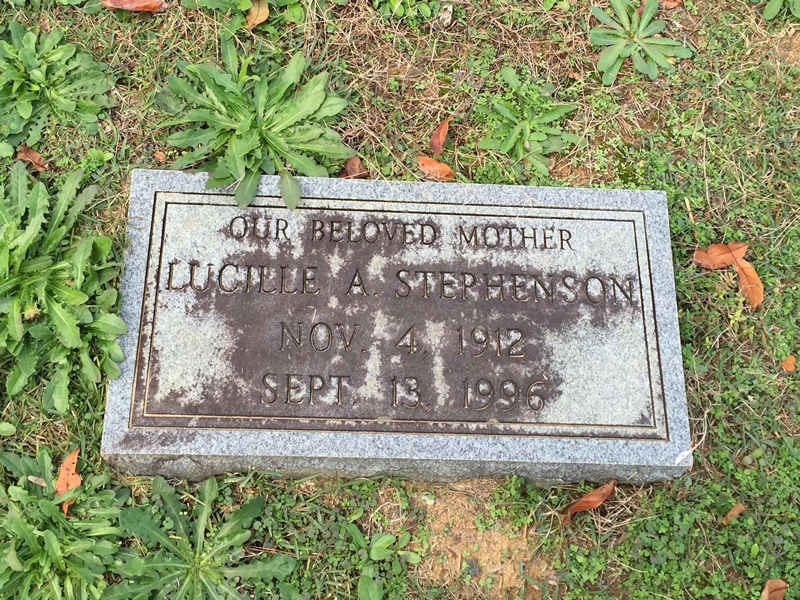 OUR BELOVED MOTHER
LUCILLE A. STEPHENSON
NOV. 4, 1912
SEPT. 13, 1996